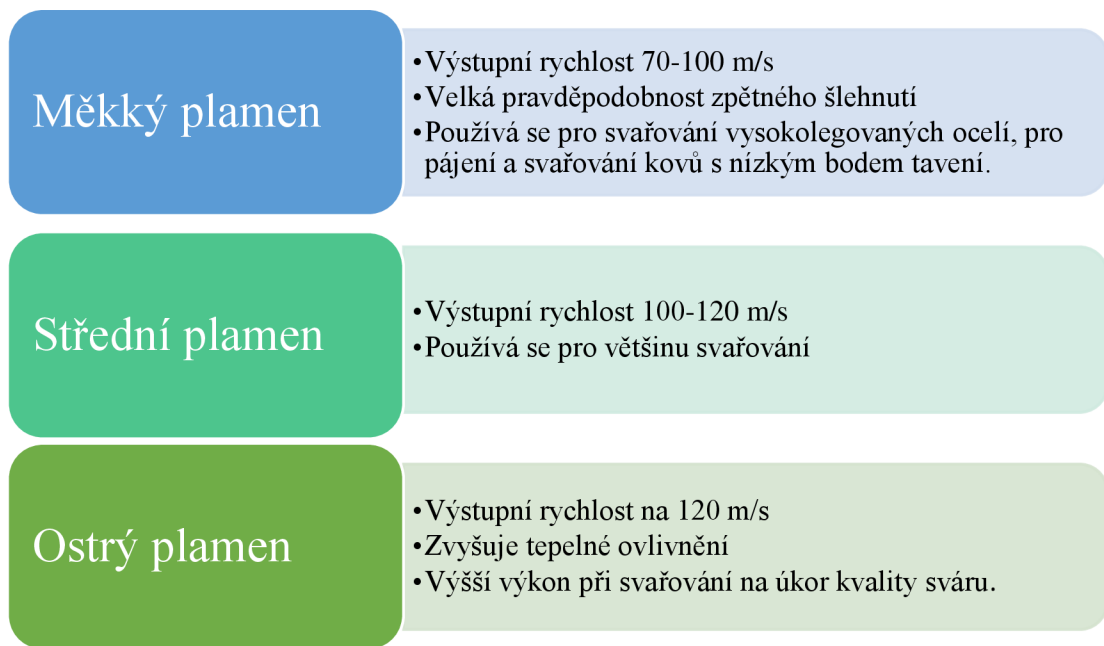 Měkký plamen
•Výstupní rychlost 70-100 m/s
•Velká pravděpodobnost zpětného šlehnutí
•Používá se pro svařování vysokolegovaných ocelí, pro
pájení a svařování kovů s nízkým bodem tavení.
Střední plamen
•Výstupní rychlost 100-120 m/s
•Používá se pro většinu svařování
Ostrý plamen
•Výstupní rychlost na 120 m/s
•Zvyšuje tepelné ovlivnění
•Výšší výkon při svařování na úkor kvality sváru.